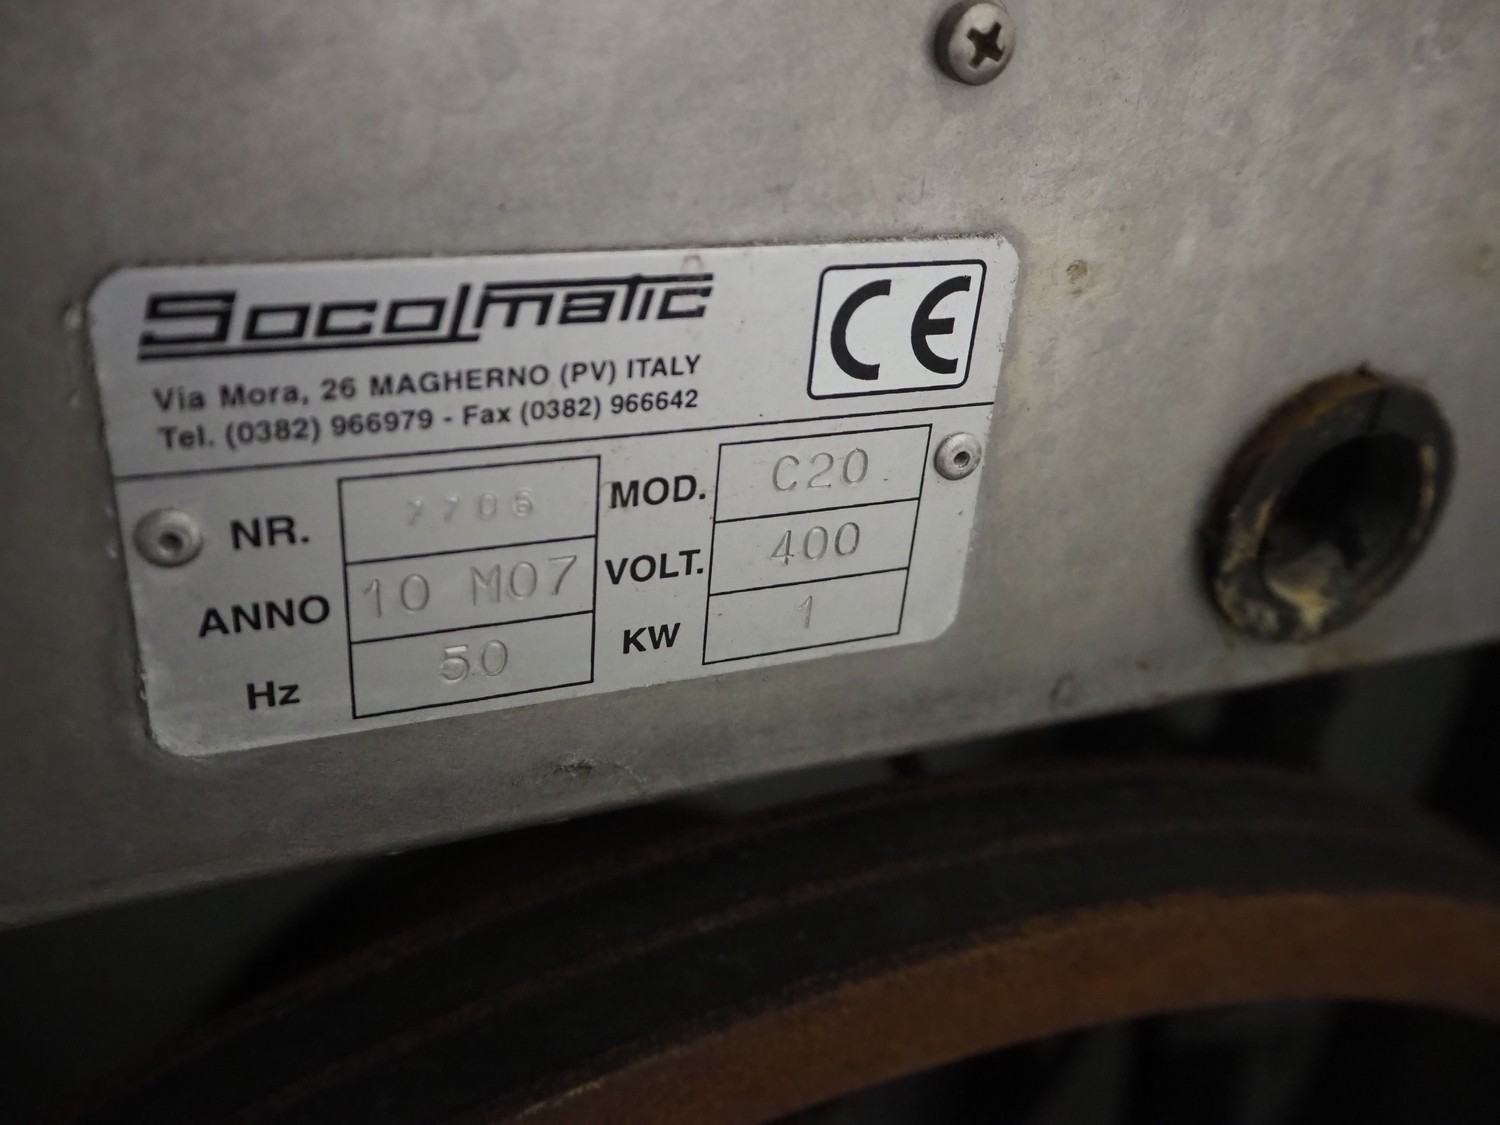 Socolmatic
CE
Via Mora, 26 MAGHERNO (PV) ITALY
Tel. (0382) 966979 - Fax (0382) 966642
NR. 7706 MOD. C20
ANNO 10 M07 VOLT. 400
Hz 50 KW 1